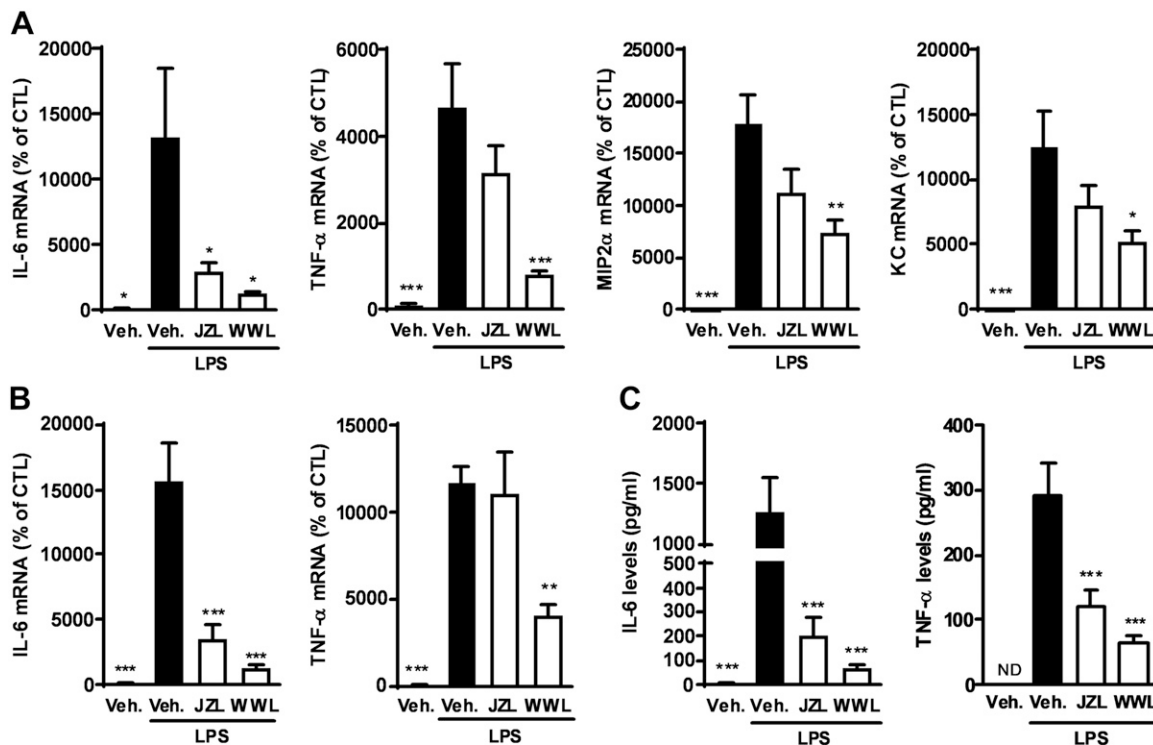 A
IL-6 mRNA (% of CTL)
20000
15000
10000
5000
0
*
*
*
Veh. Veh. JZL WWL
LPS
TNF-α mRNA (% of CTL)
6000
4000
2000
0
***
***
Veh. Veh. JZL WWL
LPS
MIP2α mRNA (% of CTL)
25000
20000
15000
10000
5000
0
***
**
Veh. Veh. JZL WWL
LPS
KC mRNA (% of CTL)
20000
15000
10000
5000
0
***
*
Veh. Veh. JZL WWL
LPS
B
IL-6 mRNA (% of CTL)
20000
15000
10000
5000
0
***
***
***
Veh. Veh. JZL WWL
LPS
TNF-α mRNA (% of CTL)
15000
10000
5000
0
***
**
Veh. Veh. JZL WWL
LPS
C
IL-6 levels (pg/ml)
2000
1500
1000
500
400
300
200
100
0
***
***
***
Veh. Veh. JZL WWL
LPS
TNF-α levels (pg/ml)
400
300
200
100
0
ND
***
***
Veh. Veh. JZL WWL
LPS